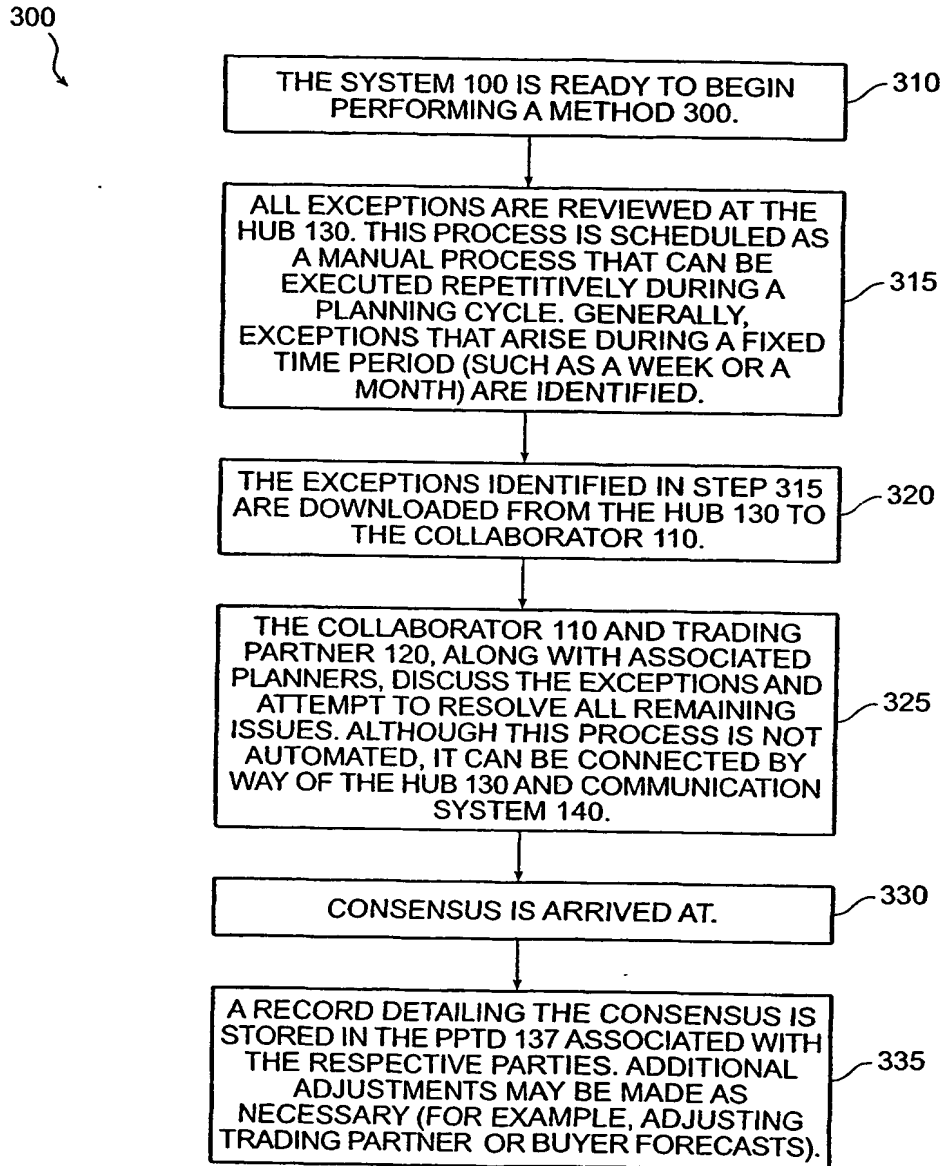 300
THE SYSTEM 100 IS READY TO BEGIN
PERFORMING A METHOD 300.
310
ALL EXCEPTIONS ARE REVIEWED AT THE
HUB 130. THIS PROCESS IS SCHEDULED AS
A MANUAL PROCESS THAT CAN BE
EXECUTED REPETITIVELY DURING A
PLANNING CYCLE. GENERALLY,
EXCEPTIONS THAT ARISE DURING A FIXED
TIME PERIOD (SUCH AS A WEEK OR A
MONTH) ARE IDENTIFIED.
315
THE EXCEPTIONS IDENTIFIED IN STEP 315
ARE DOWNLOADED FROM THE HUB 130 TO
THE COLLABORATOR 110.
320
THE COLLABORATOR 110 AND TRADING
PARTNER 120, ALONG WITH ASSOCIATED
PLANNERS, DISCUSS THE EXCEPTIONS AND
ATTEMPT TO RESOLVE ALL REMAINING
ISSUES. ALTHOUGH THIS PROCESS IS NOT
AUTOMATED, IT CAN BE CONNECTED BY
WAY OF THE HUB 130 AND COMMUNICATION
SYSTEM 140.
325
CONSENSUS IS ARRIVED AT.
330
A RECORD DETAILING THE CONSENSUS IS
STORED IN THE PPTD 137 ASSOCIATED WITH
THE RESPECTIVE PARTIES. ADDITIONAL
ADJUSTMENTS MAY BE MADE AS
NECESSARY (FOR EXAMPLE, ADJUSTING
TRADING PARTNER OR BUYER FORECASTS).
335